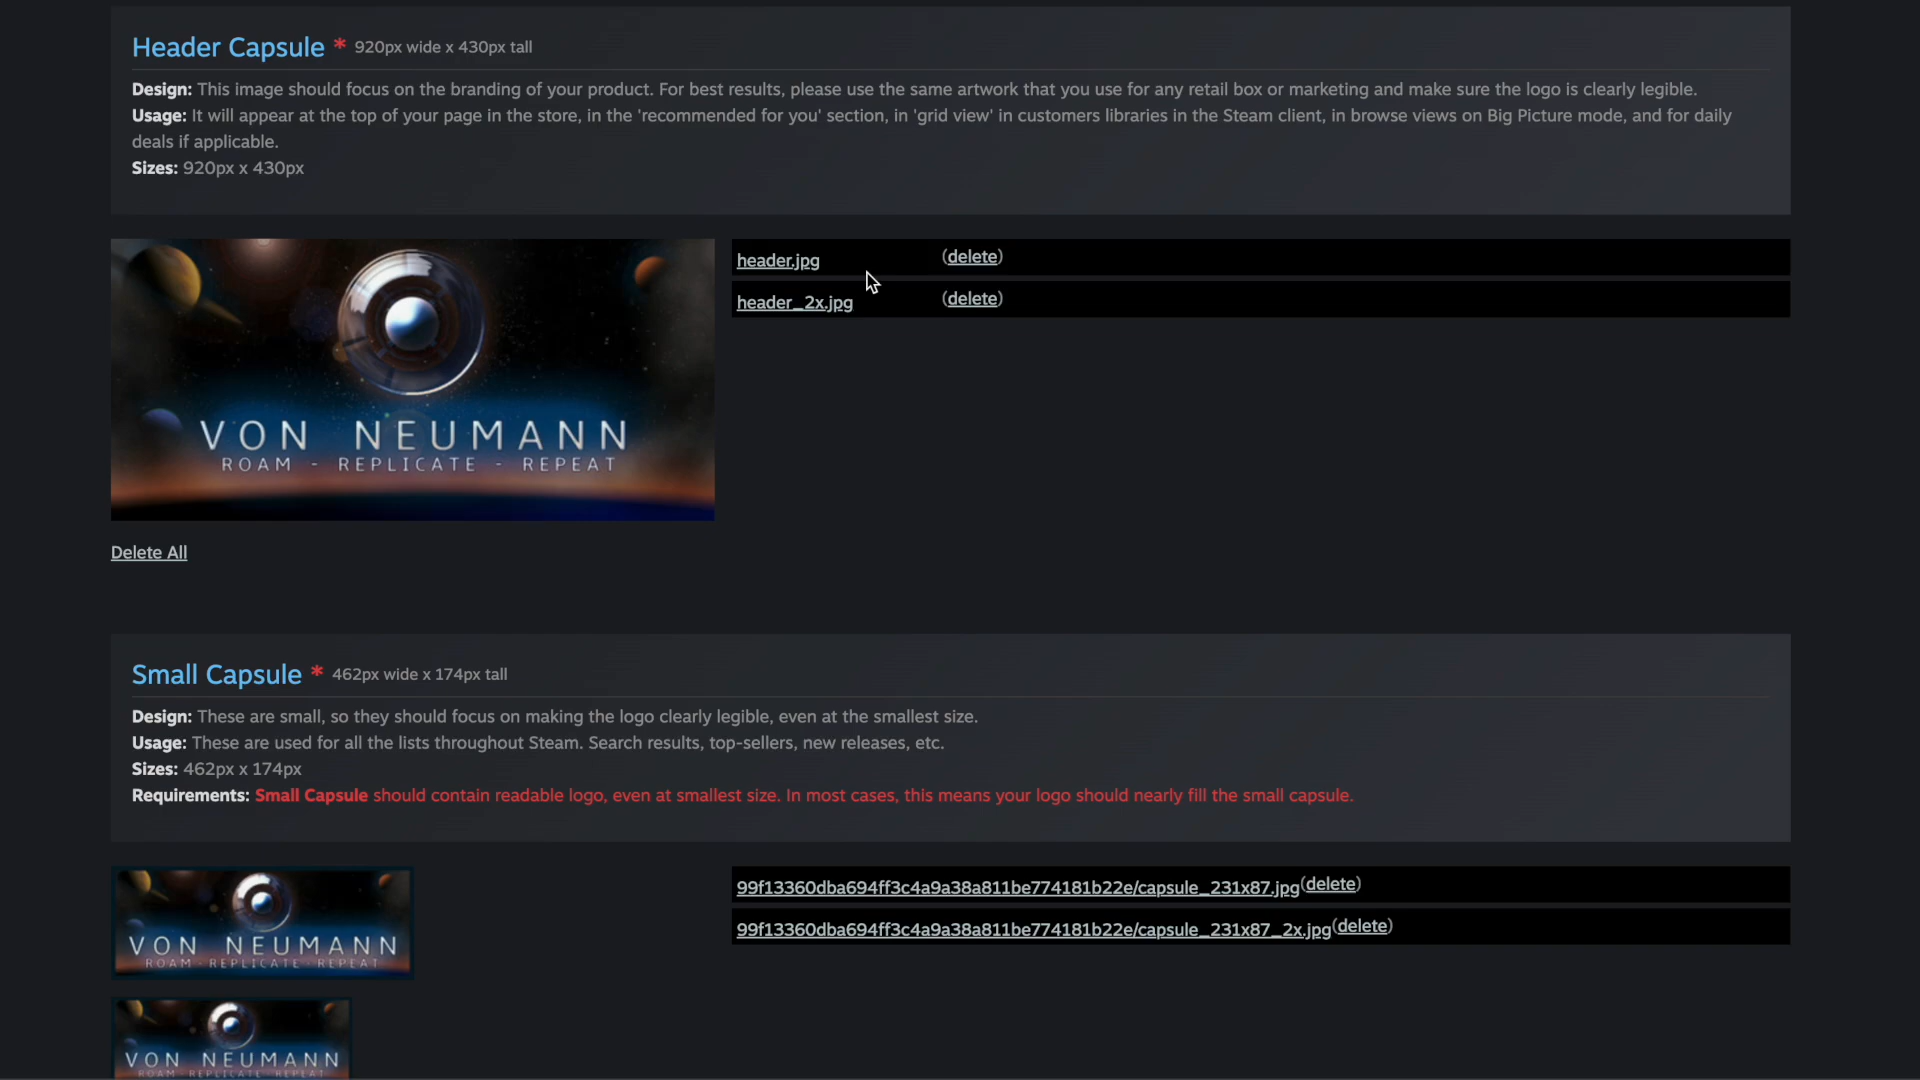 Header Capsule * 920px wide x 430px tall
Design: This image should focus on the branding of your product. For best results, please use the same artwork that you use for any retail box or marketing and make sure the logo is clearly legible.
Usage: It will appear at the top of your page in the store, in the 'recommended for you' section, in 'grid view' in customers libraries in the Steam client, in browse views on Big Picture mode, and for daily
deals if applicable.
Sizes: 920px x 430px
header.jpg (delete)
header_2x.jpg (delete)
VON NEUMANN
ROAM - REPLICATE - REPEAT
Delete All
Small Capsule * 462px wide x 174px tall
Design: These are small, so they should focus on making the logo clearly legible, even at the smallest size.
Usage: These are used for all the lists throughout Steam. Search results, top-sellers, new releases, etc.
Sizes: 462px x 174px
Requirements: Small Capsule should contain readable logo, even at smallest size. In most cases, this means your logo should nearly fill the small capsule.
99f13360dba694ff3c4a9a38a811be774181b22e/capsule_231x87.jpg(delete)
99f13360dba694ff3c4a9a38a811be774181b22e/capsule_231x87_2x.jpg(delete)
VON NEUMANN
ROAM - REPLICATE - REPEAT
VON NEUMANN
ROAM - REPLICATE - REPEAT